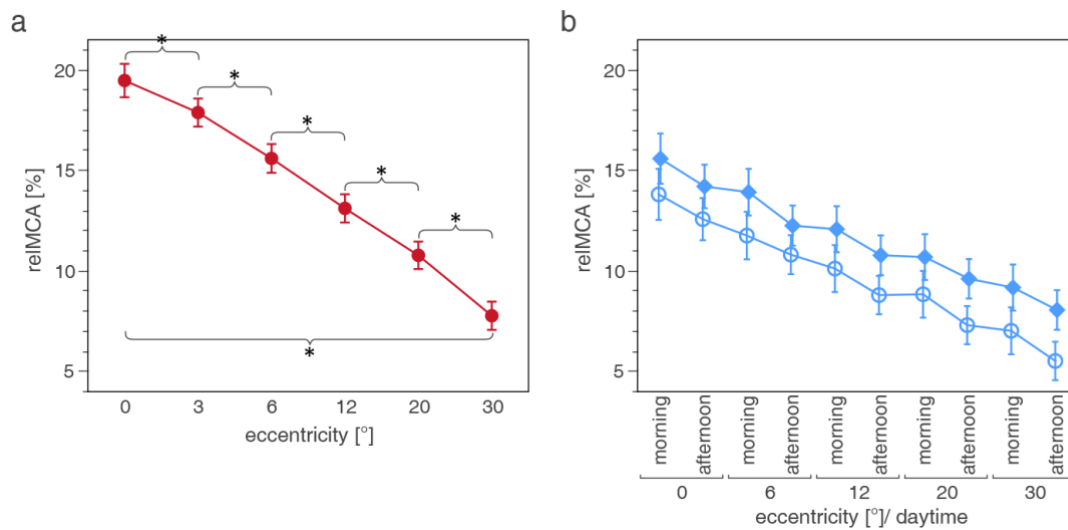 a
b
*
*
*
*
*
*
20
15
10
5
relMCA [%]
0 3 6 12 20 30
eccentricity [°]
20
15
10
5
relMCA [%]
morning afternoon morning afternoon morning afternoon morning afternoon morning afternoon
0 6 12 20 30
eccentricity [°]/ daytime